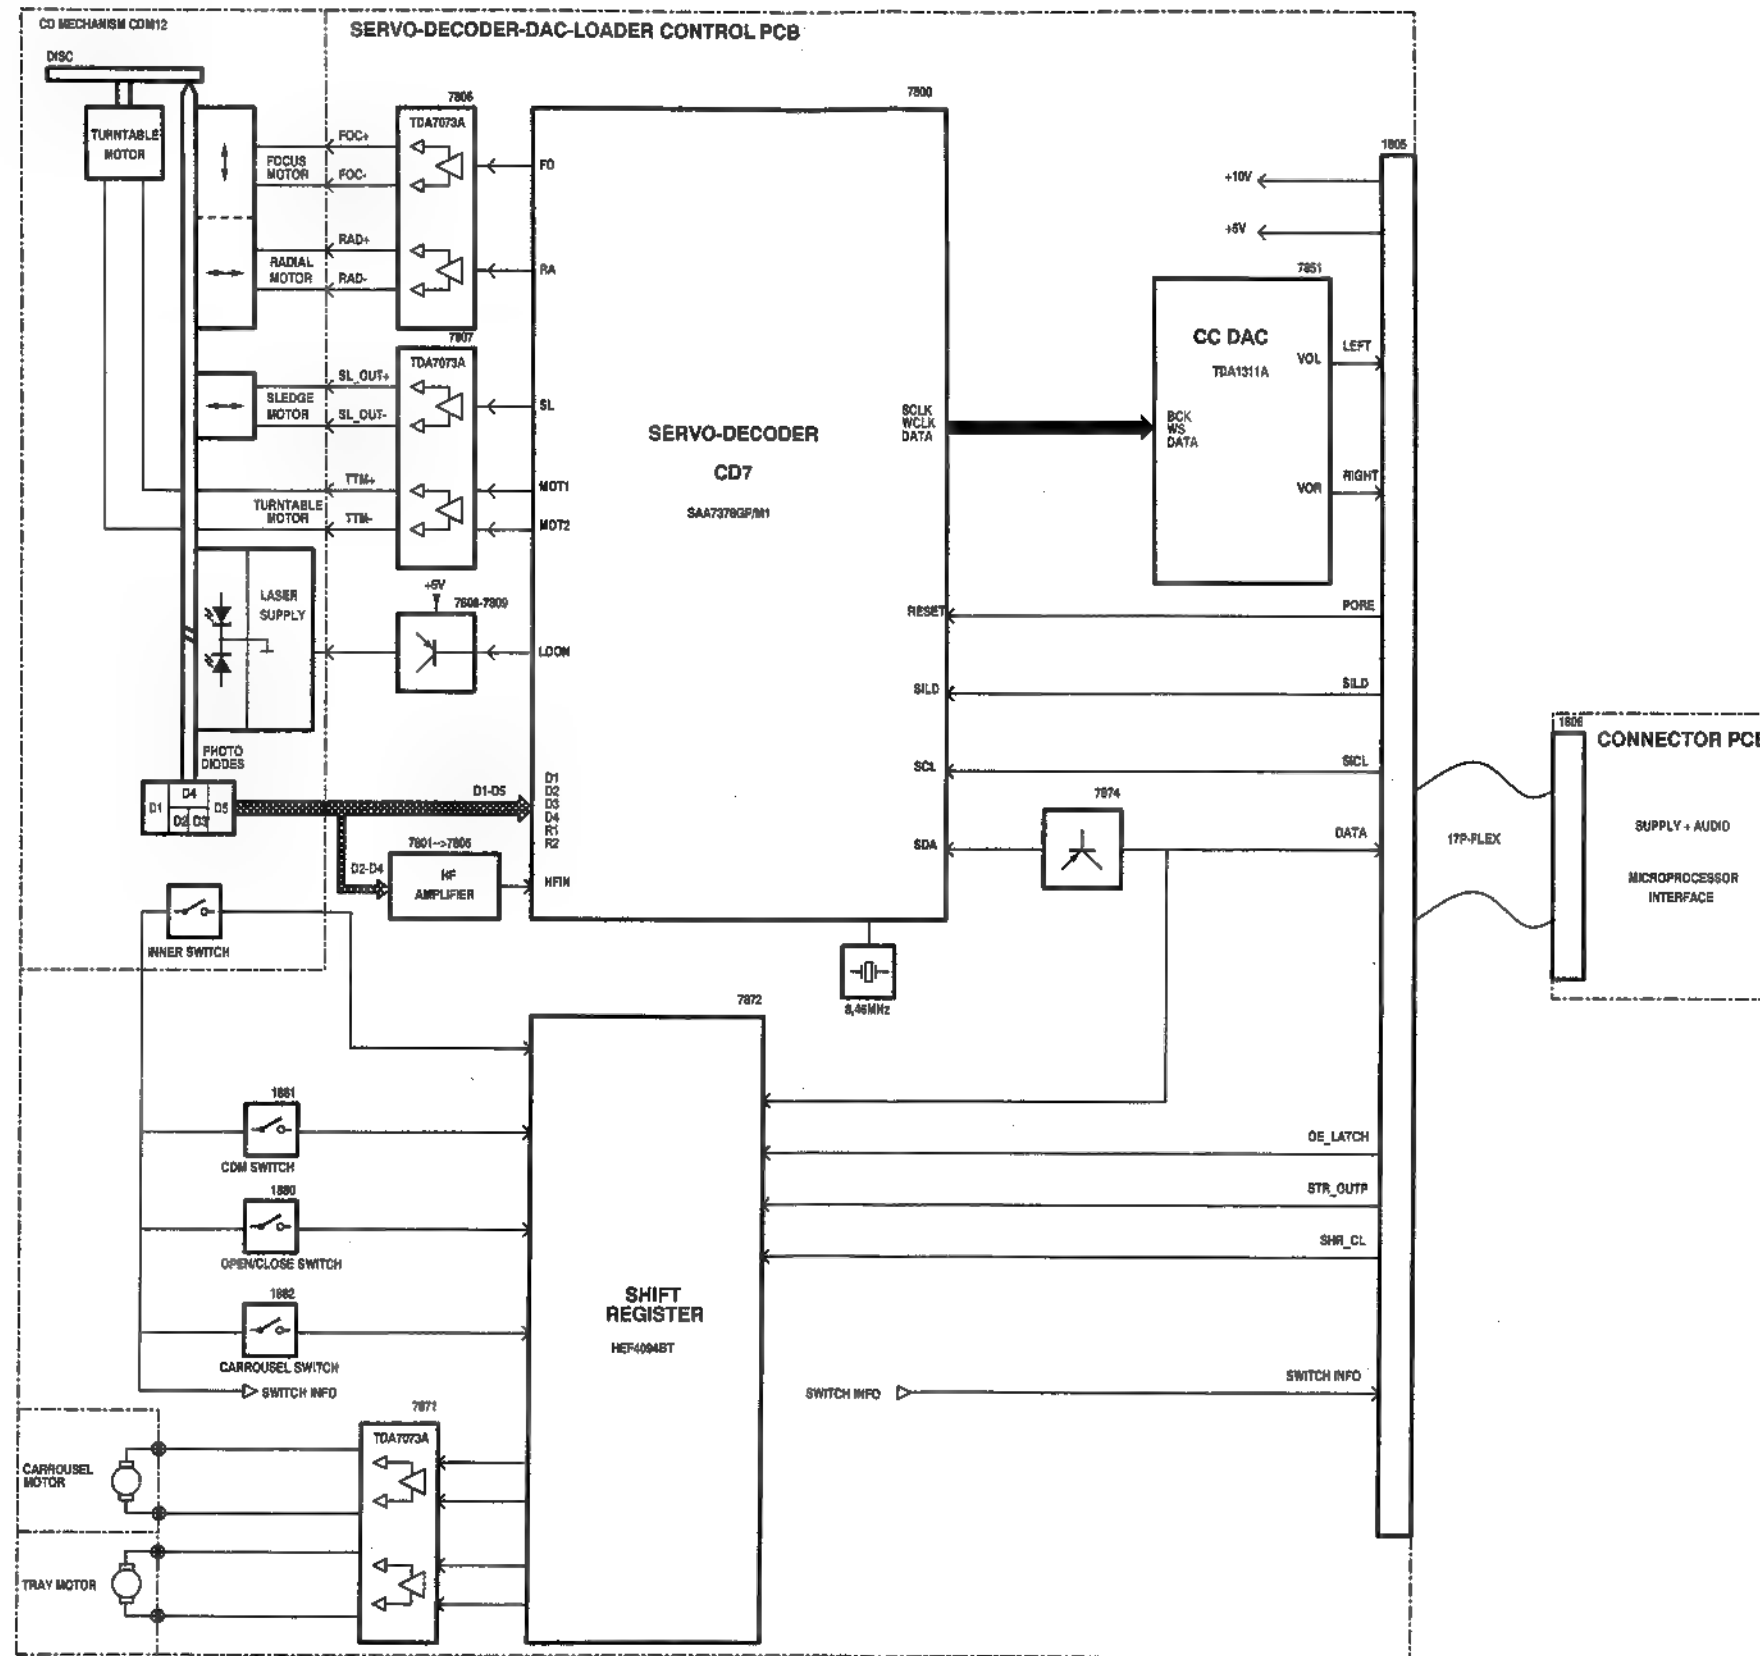 CD MECHANISM CDM12
SERVO-DECODER-DAC-LOADER CONTROL PCB
DISC
TURNTABLE
MOTOR
FOCUS
MOTOR
RADIAL
MOTOR
SLEDGE
MOTOR
TURNTABLE
MOTOR
FOC+
FOC-
RAD+
RAD-
SL_OUT+
SL_OUT-
TTM+
TTM-
7806
TDA7073A
7807
TDA7073A
+5V
7808-7809
LASER
SUPPLY
PHOTO
DIODES
D1
D4
D5
D2
D3
D1-D5
D2-D4
7801-->7805
HF
AMPLIFIER
7800
FO
RA
SL
MOT1
MOT2
LDON
D1
D2
D3
D4
R1
R2
HFIN
SERVO-DECODER
CD7
SAA7378GP/M1
SCLK
WCLK
DATA
RESET
SILD
SCL
SDA
8,46MHz
+10V
+5V
7851
CC DAC
TDA1311A
BCK
WS
DATA
VOL
VOR
LEFT
RIGHT
PORE
SILD
SICL
7874
DATA
1805
17P-FLEX
1806
CONNECTOR PCB
SUPPLY + AUDIO
MICROPROCESSOR
INTERFACE
INNER SWITCH
1881
CDM SWITCH
1880
OPEN/CLOSE SWITCH
1882
CARROUSEL SWITCH
SWITCH INFO
7872
SHIFT
REGISTER
HEF4094BT
OE_LATCH
STR_OUTP
SHR_CL
SWITCH INFO
SWITCH INFO
7871
TDA7073A
CARROUSEL
MOTOR
TRAY MOTOR